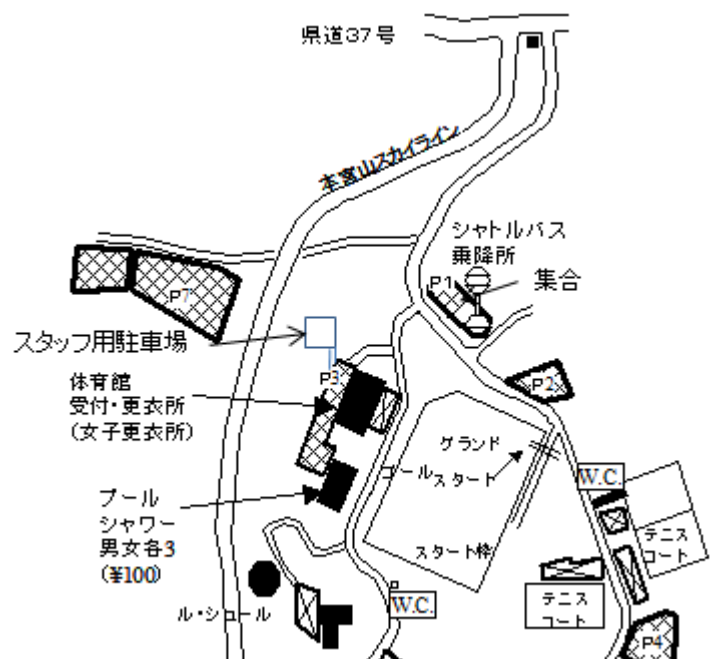 県道37号
本宮山スカイライン
シャトルバス
乗降所
P1
集合
P7
スタッフ用駐車場
P3
P2
体育館
受付・更衣所
(女子更衣所)
グランド
ゴール
スタート
W.C.
プール
シャワー
男女各3
(¥100)
スタート枠
テニス
コート
ル・シュール
W.C.
テニス
コート
P4